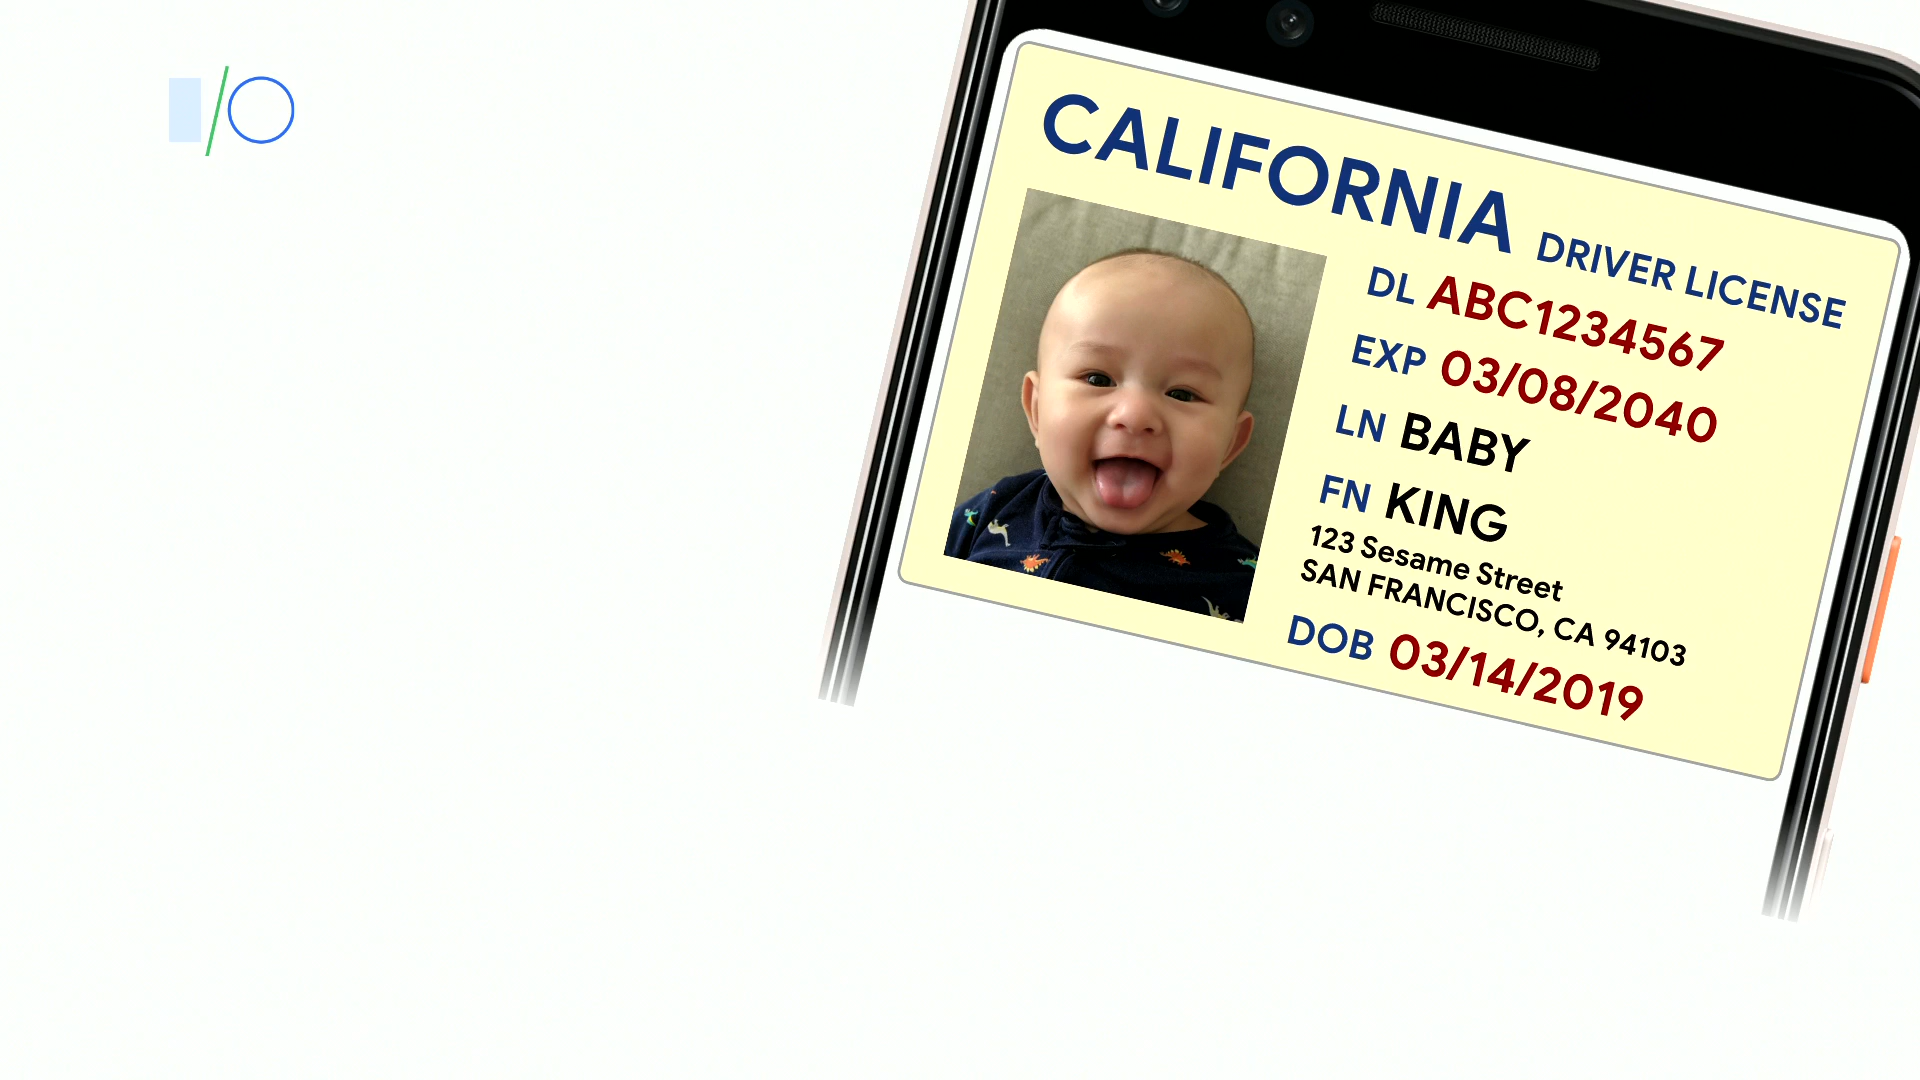 I/O
CALIFORNIA DRIVER LICENSE
DL ABC1234567
EXP 03/08/2040
LN BABY
FN KING
123 Sesame Street
SAN FRANCISCO, CA 94103
DOB 03/14/2019